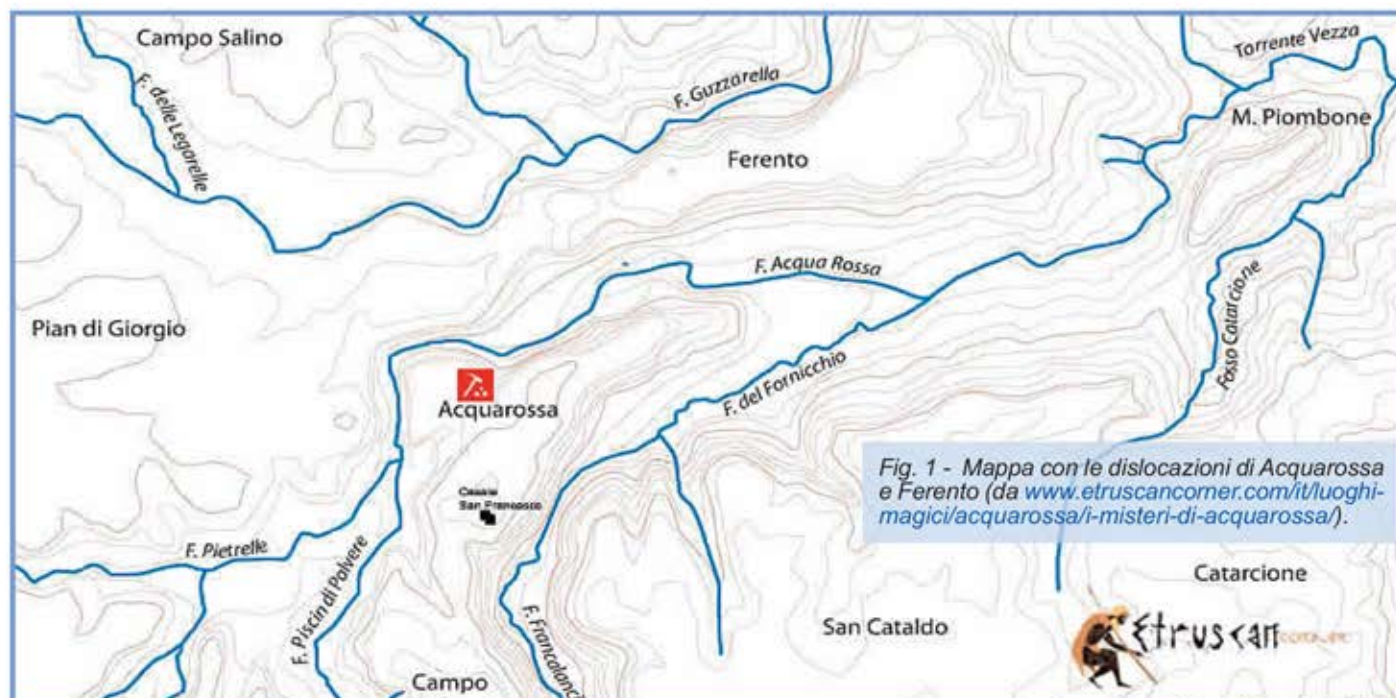 Campo Salino
F. delle Legarelle
F. Guzzarella
Torrente Vezza
M. Piombone
Ferento
F. Acqua Rossa
Pian di Giorgio
Fosso Catarcione
Acquarossa
F. del Fornicchio
Fig. 1 - Mappa con le dislocazioni di Acquarossa
e Ferento (da www.etruscancorner.com/it/luoghi-
magici/acquarossa/i-misteri-di-acquarossa/).
Casale
San Francesco
F. Pietrelle
F. Piscin di Polvere
F. Francalanci
Catarcione
San Cataldo
Etruscan
Campo